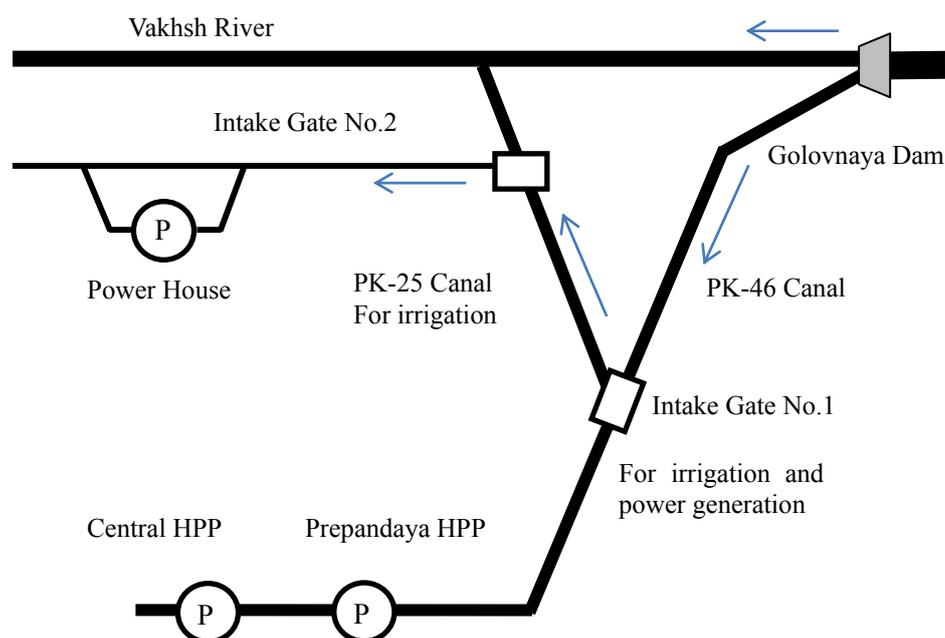 Vakhsh River
Intake Gate No.2
Golovnaya Dam
P
Power House
PK-25 Canal
For irrigation
PK-46 Canal
Intake Gate No.1
For irrigation and
power generation
Central HPP
Prepandaya HPP
P
P